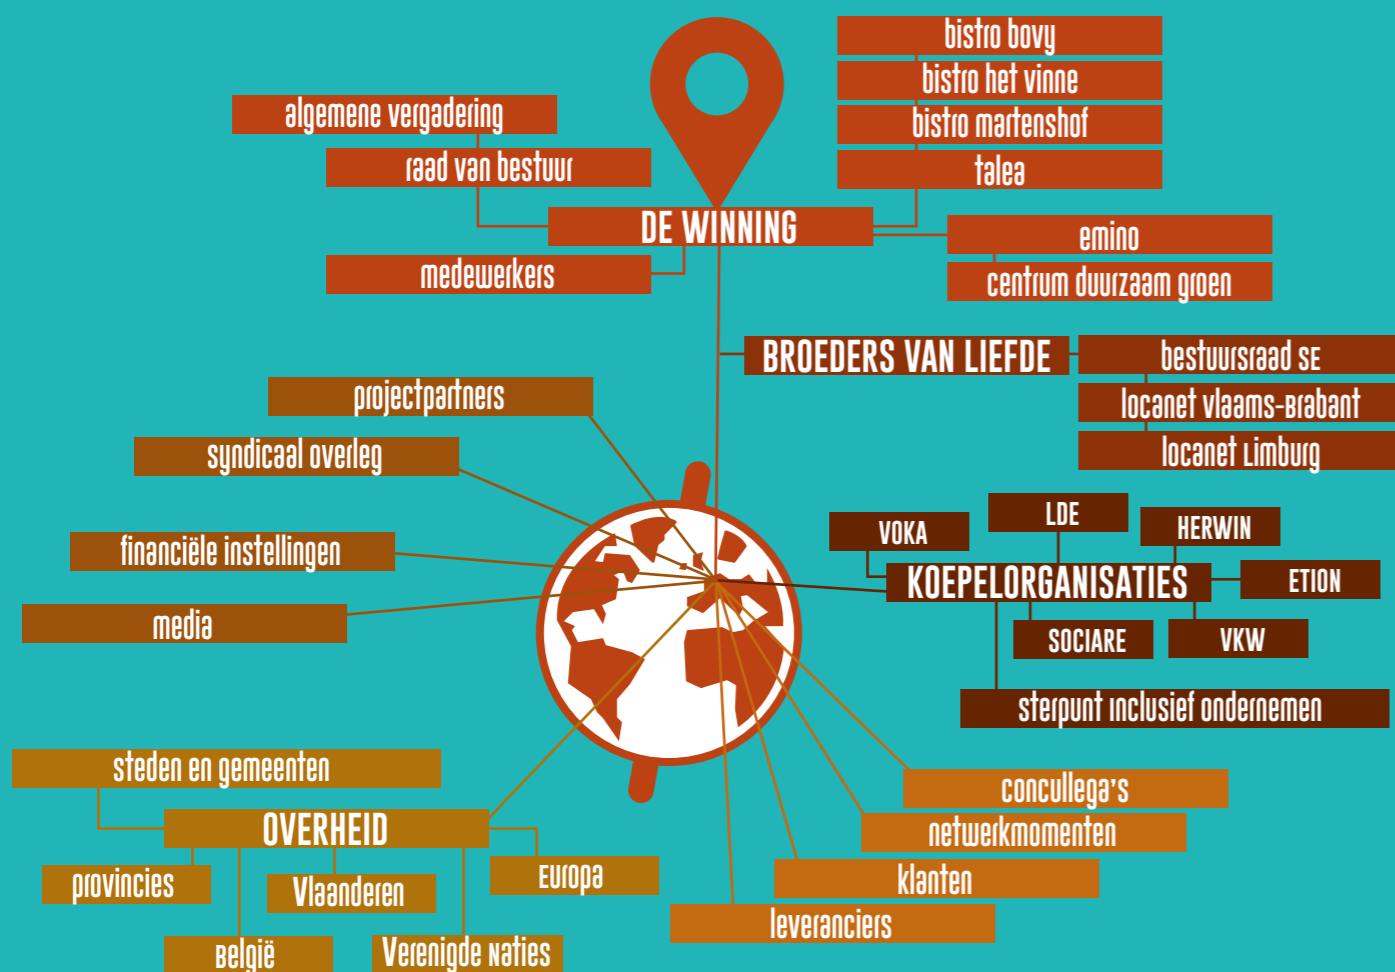 bistro bovy
bistro het vinne
bistro martenshof
talea
algemene vergadering
raad van bestuur
DE WINNING
medewerkers
emino
centrum duurzaam groen
BROEDERS VAN LIEFDE
bestuursraad SE
locanet vlaams-Brabant
locanet Limburg
projectpartners
syndicaal overleg
financiële instellingen
media
VOKA
LDE
HERWIN
KOEPELORGANISATIES
ETION
SOCIARE
VKW
sterpunt inclusief ondernemen
steden en gemeenten
OVERHEID
provincies
Vlaanderen
Europa
België
Verenigde Naties
concullega's
netwerkmomenten
klanten
leveranciers